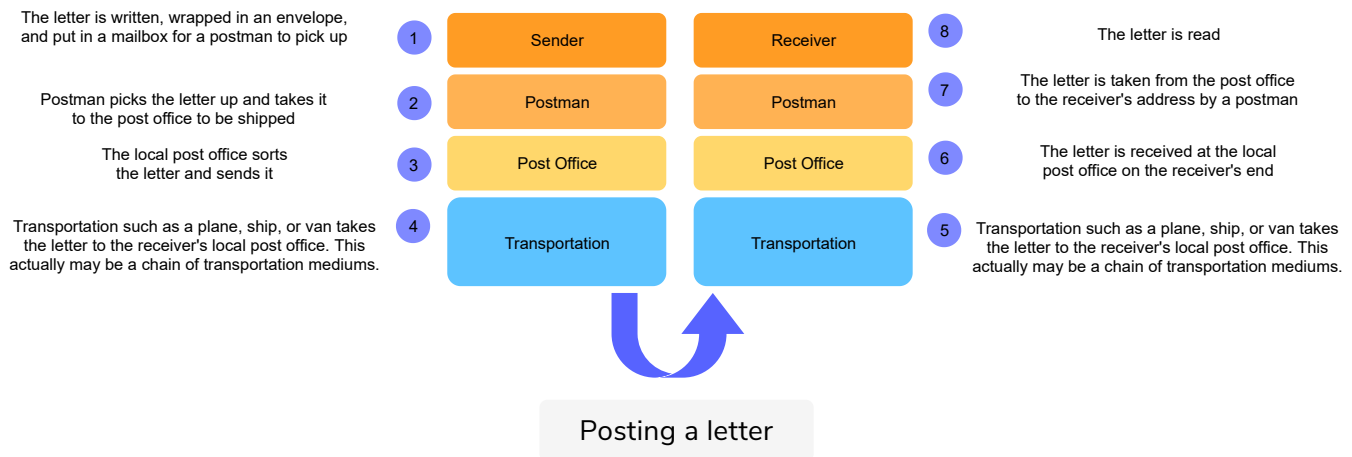 The letter is written, wrapped in an envelope,
and put in a mailbox for a postman to pick up
1
Sender
Receiver
8
The letter is read
Postman picks the letter up and takes it
to the post office to be shipped
2
Postman
Postman
7
The letter is taken from the post office
to the receiver's address by a postman
The local post office sorts
the letter and sends it
3
Post Office
Post Office
6
The letter is received at the local
post office on the receiver's end
Transportation such as a plane, ship, or van takes
the letter to the receiver's local post office. This
actually may be a chain of transportation mediums.
4
Transportation
Transportation
5
Transportation such as a plane, ship, or van takes
the letter to the receiver's local post office. This
actually may be a chain of transportation mediums.
Posting a letter